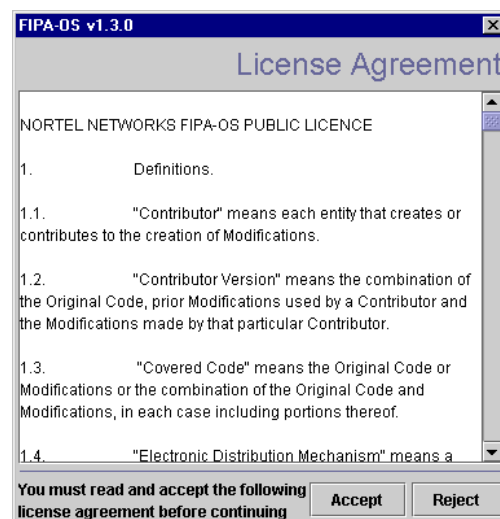 FIPA-OS v1.3.0
License Agreement
NORTEL NETWORKS FIPA-OS PUBLIC LICENCE
1. Definitions.
1.1. "Contributor" means each entity that creates or
contributes to the creation of Modifications.
1.2. "Contributor Version" means the combination of
the Original Code, prior Modifications used by a Contributor and
the Modifications made by that particular Contributor.
1.3. "Covered Code" means the Original Code or
Modifications or the combination of the Original Code and
Modifications, in each case including portions thereof.
1.4. "Electronic Distribution Mechanism" means a
You must read and accept the following
license agreement before continuing
Accept
Reject